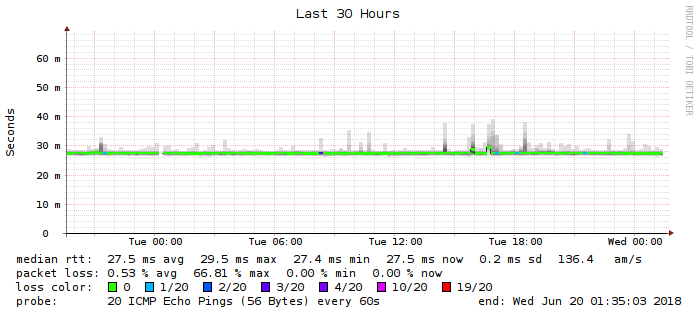 Last 30 Hours
RRDTOOL / TOBI OETIKER
Seconds
60 m
50 m
40 m
30 m
20 m
10 m
0
Tue 00:00 Tue 06:00 Tue 12:00 Tue 18:00 Wed 00:00
median rtt: 27.5 ms avg 29.5 ms max 27.4 ms min 27.5 ms now 0.2 ms sd 136.4 am/s
packet loss: 0.53 % avg 66.81 % max 0.00 % min 0.00 % now
loss color: 0 1/20 2/20 3/20 4/20 10/20 19/20
probe: 20 ICMP Echo Pings (56 Bytes) every 60s end: Wed Jun 20 01:35:03 2018